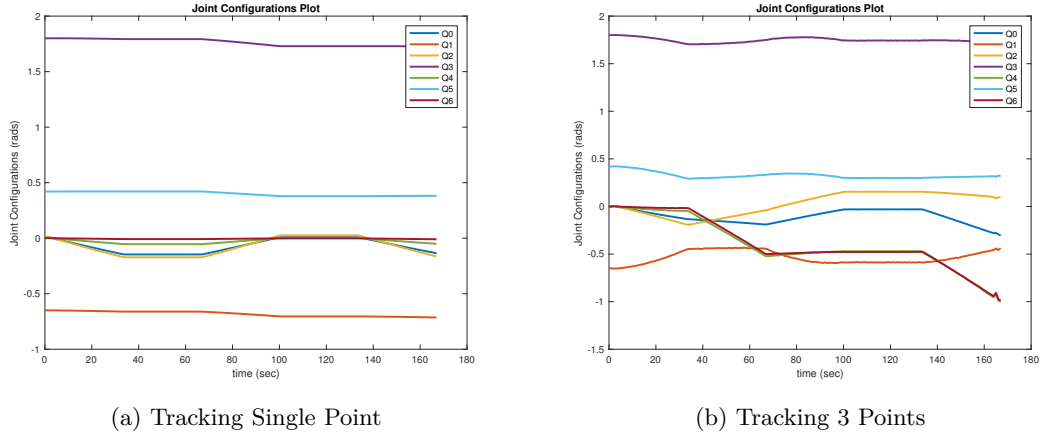 Joint Configurations Plot
2
1.5
1
0.5
0
-0.5
-1
Joint Configurations (rads)
0 20 40 60 80 100 120 140 160 180
time (sec)
Q0
Q1
Q2
Q3
Q4
Q5
Q6
(a) Tracking Single Point
Joint Configurations Plot
2
1.5
1
0.5
0
-0.5
-1
-1.5
Joint Configurations (rads)
0 20 40 60 80 100 120 140 160 180
time (sec)
Q0
Q1
Q2
Q3
Q4
Q5
Q6
(b) Tracking 3 Points